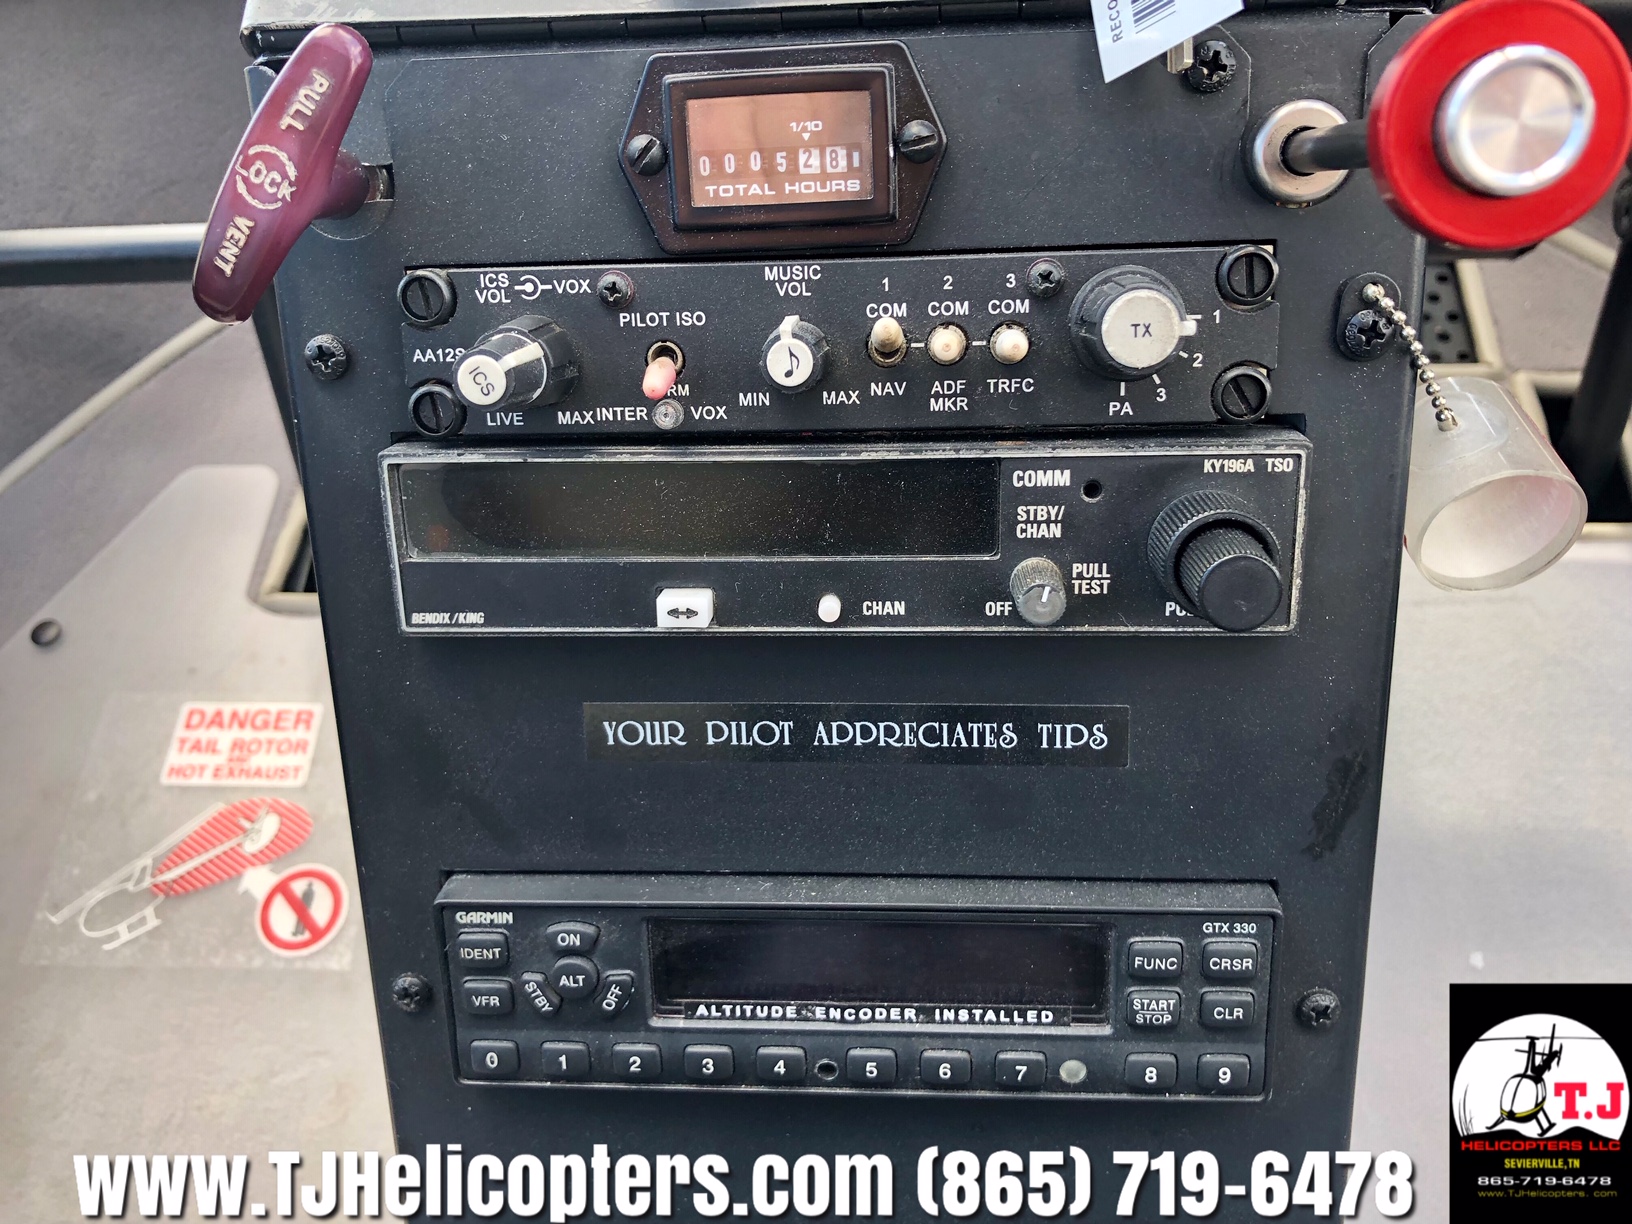 RECO
PULL
LOCK
VENT
1/10
0 0 0 5 2 8
TOTAL HOURS
ICS
VOL
VOX
PILOT ISO
MUSIC
VOL
1
COM
2
COM
3
COM
TX
1
2
3
PA
AA12S
ICS
LIVE
MAX
INTER
RM
VOX
MIN
MAX
NAV
ADF
MKR
TRFC
COMM
KY196A TSO
STBY/
CHAN
PULL
TEST
OFF
PU
CHAN
BENDIX/KING
YOUR PILOT APPRECIATES TIPS
DANGER
TAIL ROTOR
AND
HOT EXHAUST
GARMIN
GTX 330
IDENT
ON
ALT
STBY
OFF
VFR
FUNC
CRSR
START
STOP
CLR
ALTITUDE ENCODER INSTALLED
0 1 2 3 4 5 6 7 8 9
www.TJHelicopters.com (865) 719-6478
T.J
HELICOPTERS LLC
SEVIERVILLE,TN
865-719-6478
www.TJHelicopters. com